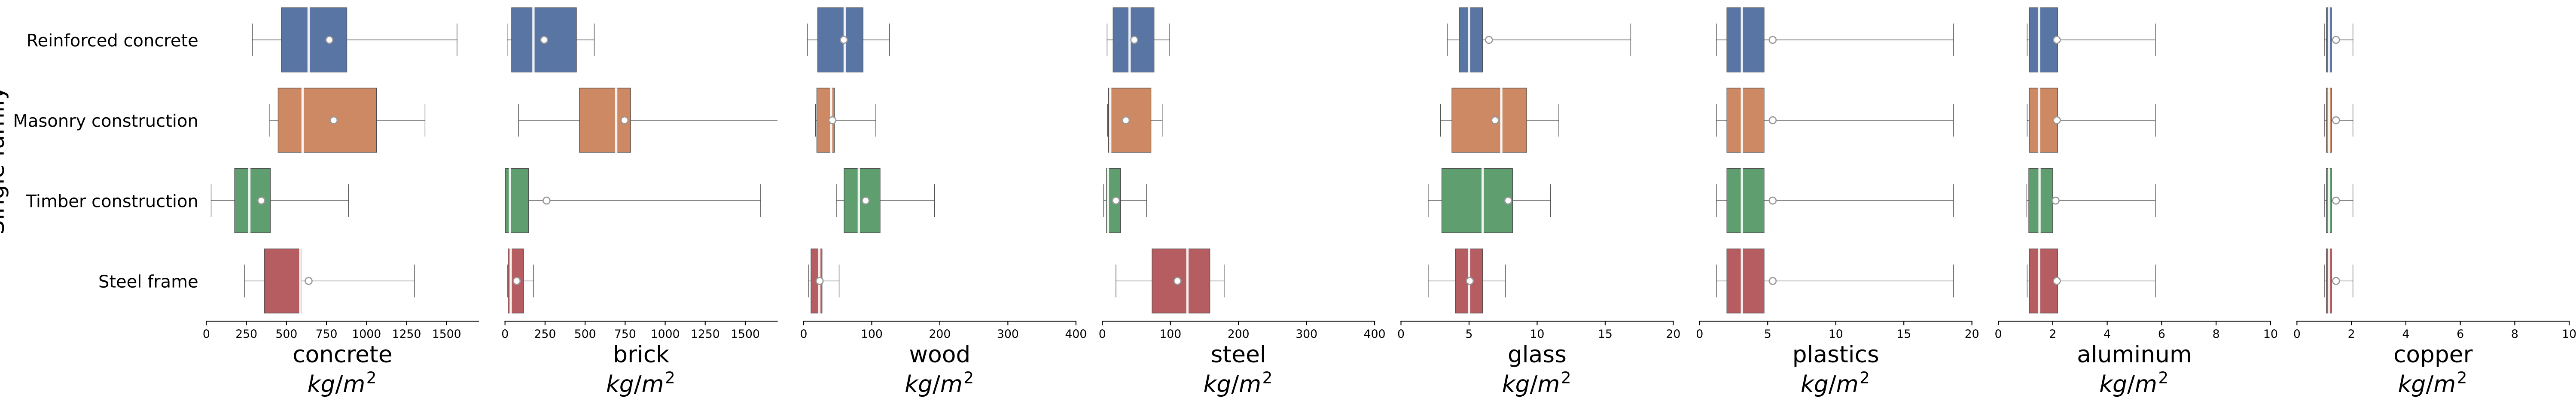 Reinforced concrete
Masonry construction
Timber construction
Steel frame
0 250 500 750 1000 1250 1500
0 250 500 750 1000 1250 1500
0 100 200 300 400
0 100 200 300 400
0 5 10 15 20
0 5 10 15 20
0 2 4 6 8 10
0 2 4 6 8 10
concrete
kg/m²
brick
kg/m²
wood
kg/m²
steel
kg/m²
glass
kg/m²
plastics
kg/m²
aluminum
kg/m²
copper
kg/m²